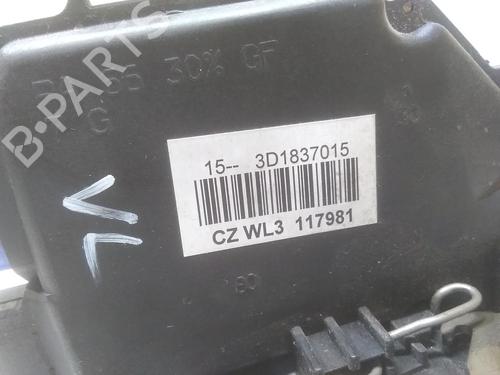 B-PARTS
30% GF
G
15-- 3D1837015
CZ WL3 117981